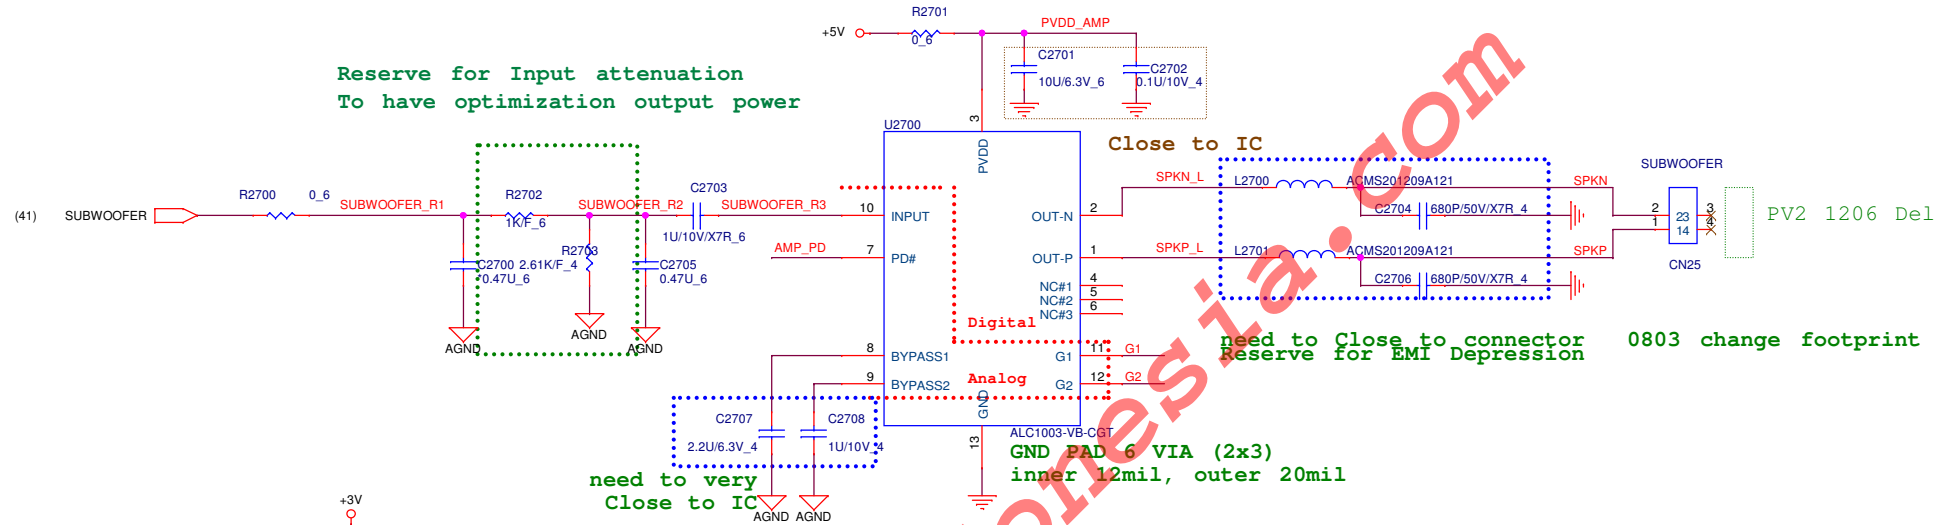 R2701
+5V
0_6
PVDD_AMP
C2701
10U/6.3V_6
C2702
0.1U/10V_4
Reserve for Input attenuation
To have optimization output power
U2700
3
PVDD
Close to IC
(41)
SUBWOOFER
R2700
0_6
SUBWOOFER_R1
R2702
1K/F_6
SUBWOOFER_R2
C2703
1U/10V/X7R_6
SUBWOOFER_R3
10
INPUT
R2703
2.61K/F_4
C2700
*0.47U_6
C2705
0.47U_6
AGND
AGND
AGND
AMP_PD
7
PD#
OUT-N
2
SPKN_L
L2700
ACMS201209A121
SPKN
C2704
680P/50V/X7R_4
OUT-P
1
SPKP_L
L2701
ACMS201209A121
SPKP
C2706
680P/50V/X7R_4
SUBWOOFER
2
1
23
14
3
4
CN25
PV2 1206 Del
NC#1
4
NC#2
5
NC#3
6
Digital
Analog
8
BYPASS1
9
BYPASS2
G1
11
G1
G2
12
G2
GND
13
ALC1003-VB-CGT
need to Close to connector
0803 change footprint
Reserve for EMI Depression
C2707
2.2U/6.3V_4
C2708
1U/10V_4
GND PAD 6 VIA (2x3)
inner 12mil, outer 20mil
need to very
Close to IC
AGND
AGND
+3V
onesia.com